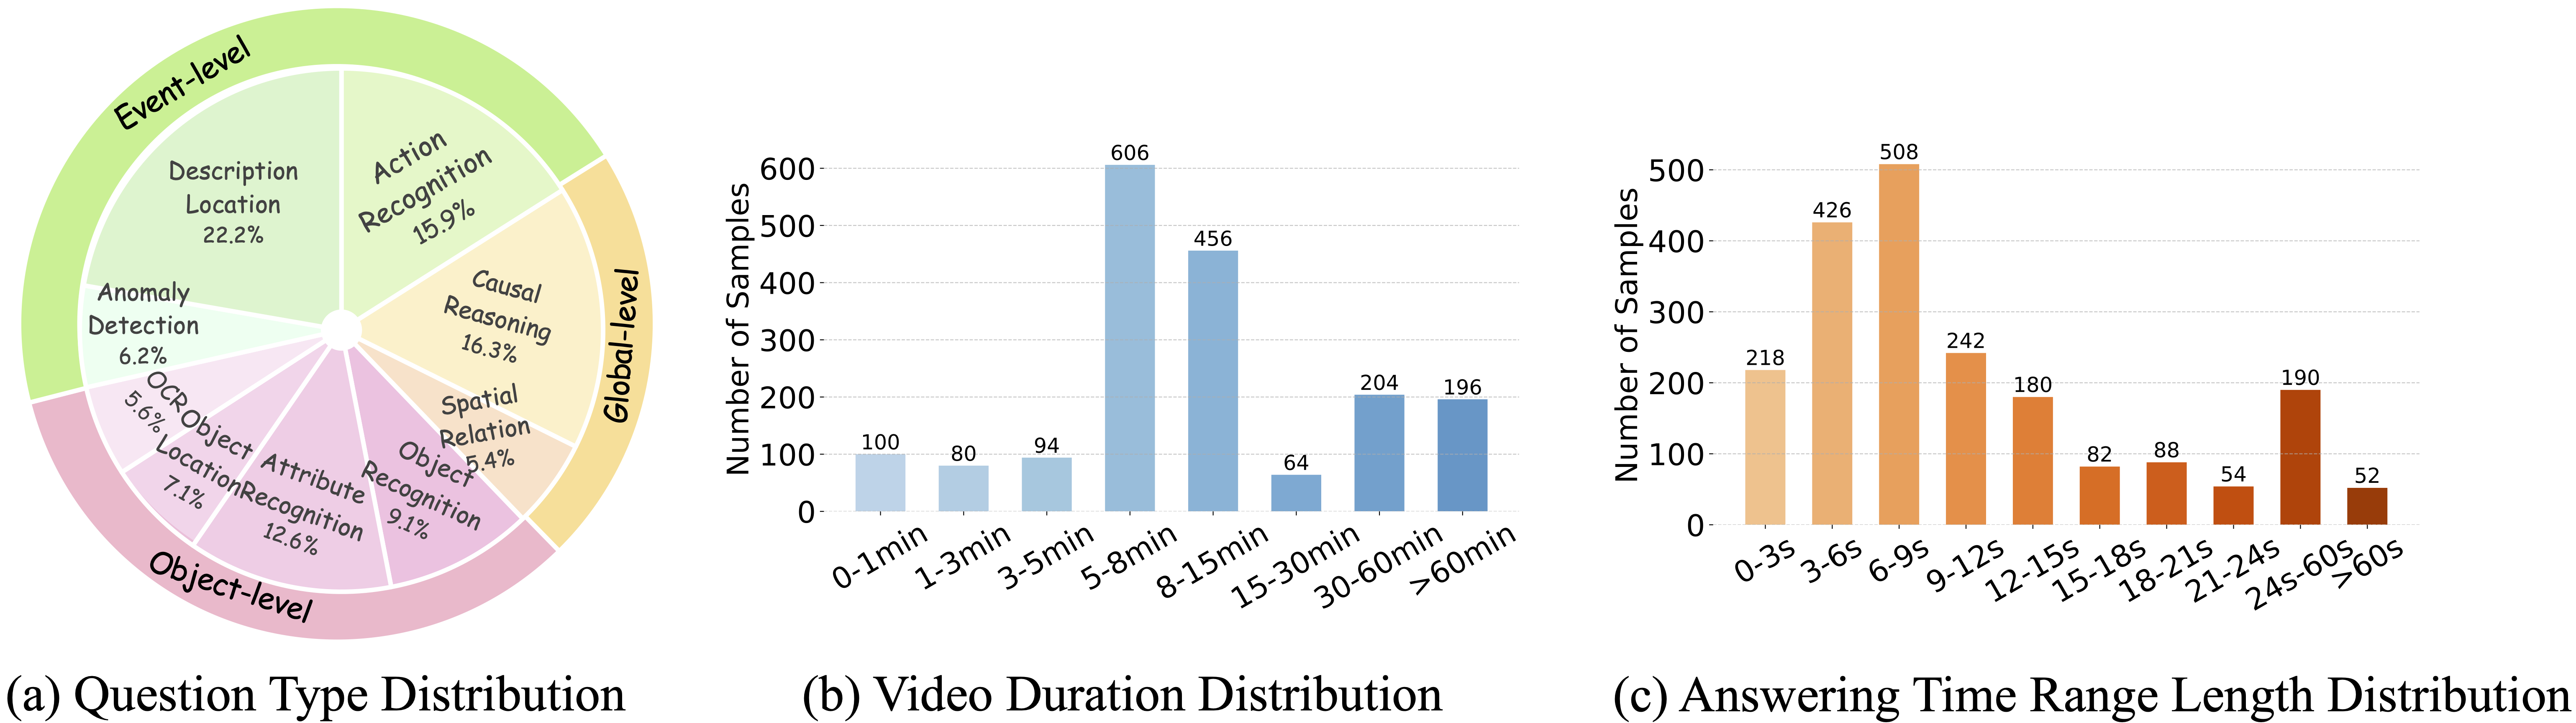 Event-level
Description
Location
22.2%
Action
Recognition
15.9%
Causal
Reasoning
16.3%
Global-level
Spatial
Relation
5.4%
Object
Recognition
9.1%
Attribute
Recognition
12.6%
Object
Location
7.1%
OCR
5.6%
Anomaly
Detection
6.2%
Object-level
(a) Question Type Distribution
Number of Samples
600
500
400
300
200
100
0
100
80
94
606
456
64
204
196
0-1min
1-3min
3-5min
5-8min
8-15min
15-30min
30-60min
>60min
(b) Video Duration Distribution
Number of Samples
500
400
300
200
100
0
218
426
508
242
180
82
88
54
190
52
0-3s
3-6s
6-9s
9-12s
12-15s
15-18s
18-21s
21-24s
24s-60s
>60s
(c) Answering Time Range Length Distribution